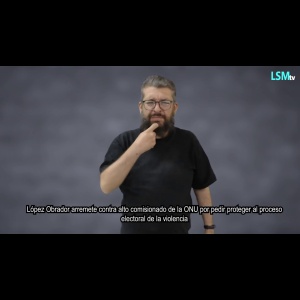 LSMtv
López Obrador arremete contra alto comisionado de la ONU por pedir proteger al proceso
electoral de la violencia